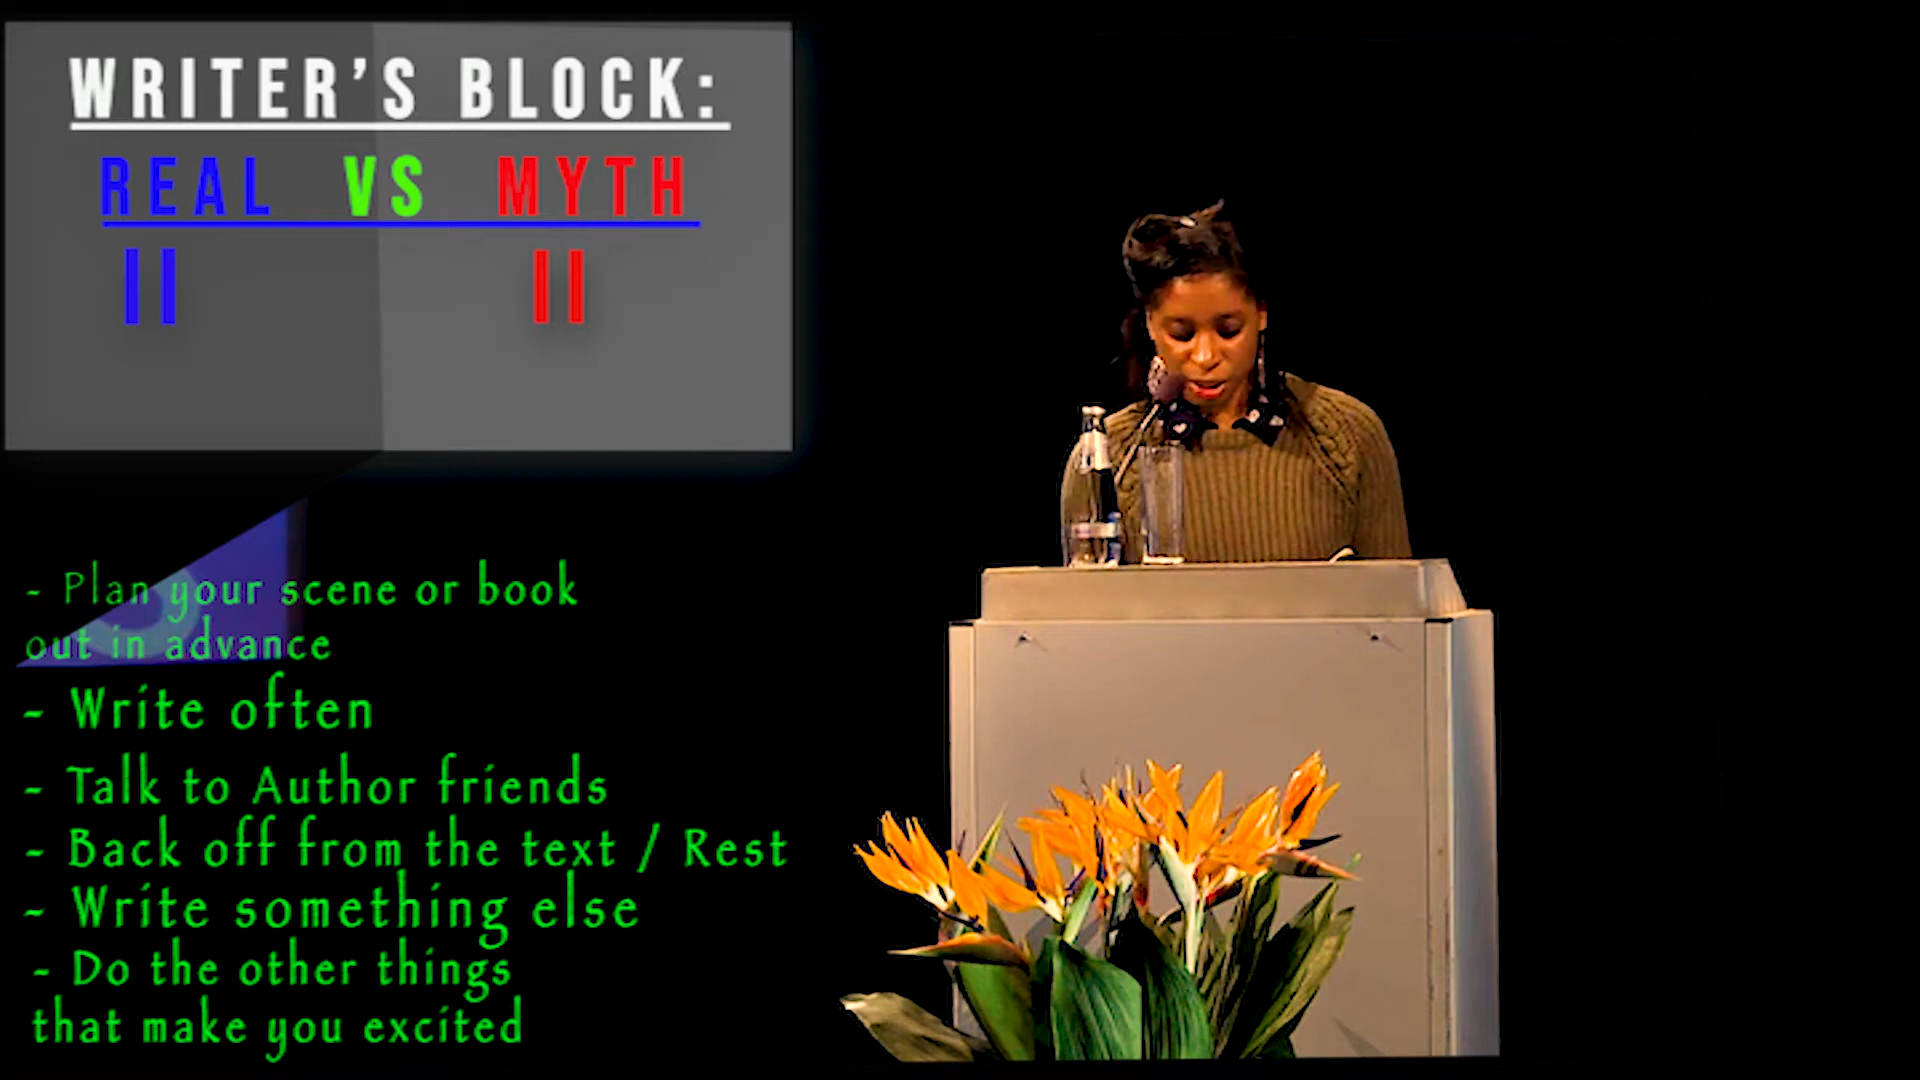 WRITER'S BLOCK:
REAL VS MYTH
II II
- Plan your scene or book
out in advance
- Write often
- Talk to Author friends
- Back off from the text / Rest
- Write something else
- Do the other things
that make you excited